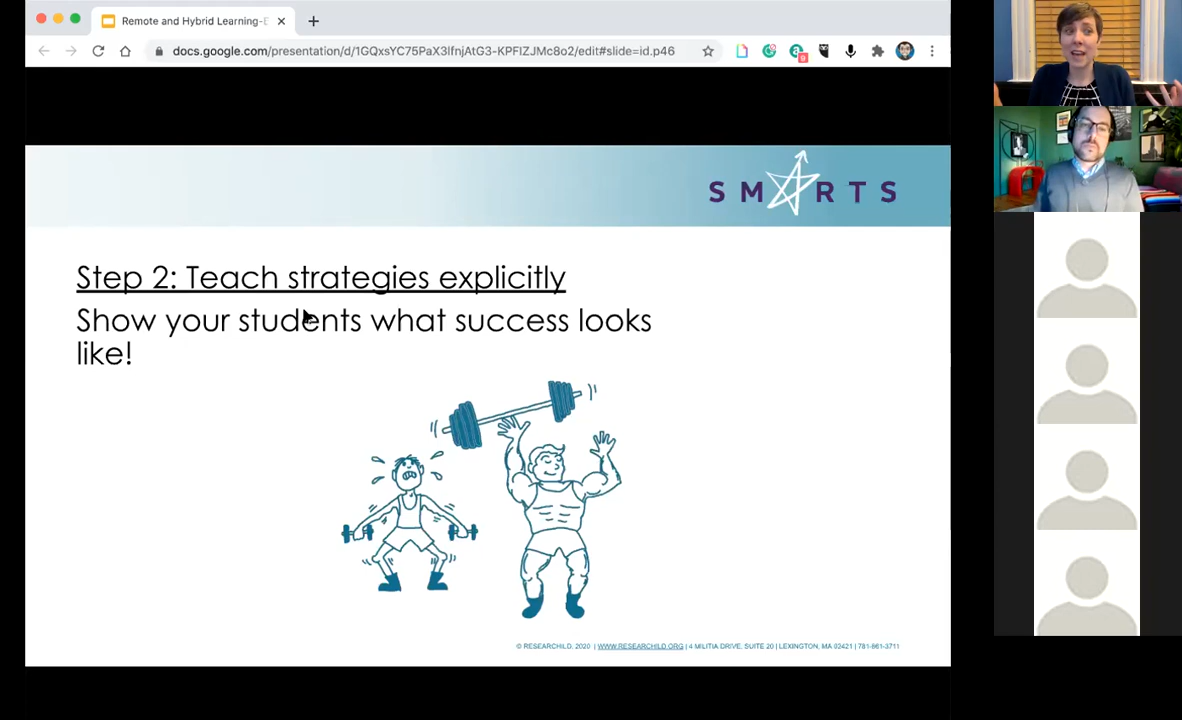 Remote and Hybrid Learning-E
docs.google.com/presentation/d/1GQxsYC75PaX3IfnjAtG3-KPFIZJMc8o2/edit#slide=id.p46
SMARTS
Step 2: Teach strategies explicitly
Show your students what success looks
like!
© RESEARCHILD, 2020 | WWW.RESEARCHILD.ORG | 4 MILITIA DRIVE, SUITE 20 | LEXINGTON, MA 02421 | 781-861-3711